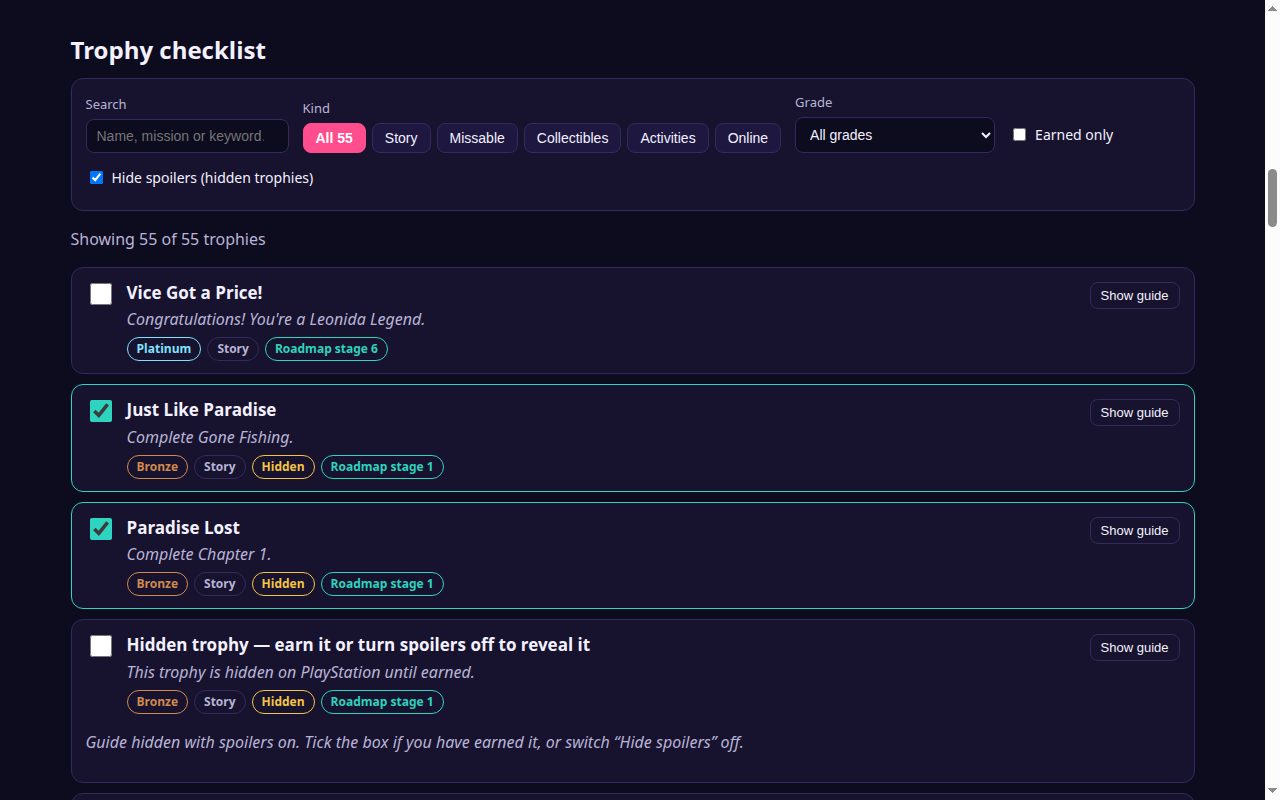 Trophy checklist
Search
Name, mission or keyword.
Kind
All 55
Story
Missable
Collectibles
Activities
Online
Grade
All grades
Earned only
Hide spoilers (hidden trophies)
Showing 55 of 55 trophies
Vice Got a Price!
Show guide
Congratulations! You're a Leonida Legend.
Platinum Story Roadmap stage 6
Just Like Paradise
Show guide
Complete Gone Fishing.
Bronze Story Hidden Roadmap stage 1
Paradise Lost
Show guide
Complete Chapter 1.
Bronze Story Hidden Roadmap stage 1
Hidden trophy — earn it or turn spoilers off to reveal it
Show guide
This trophy is hidden on PlayStation until earned.
Bronze Story Hidden Roadmap stage 1
Guide hidden with spoilers on. Tick the box if you have earned it, or switch “Hide spoilers” off.